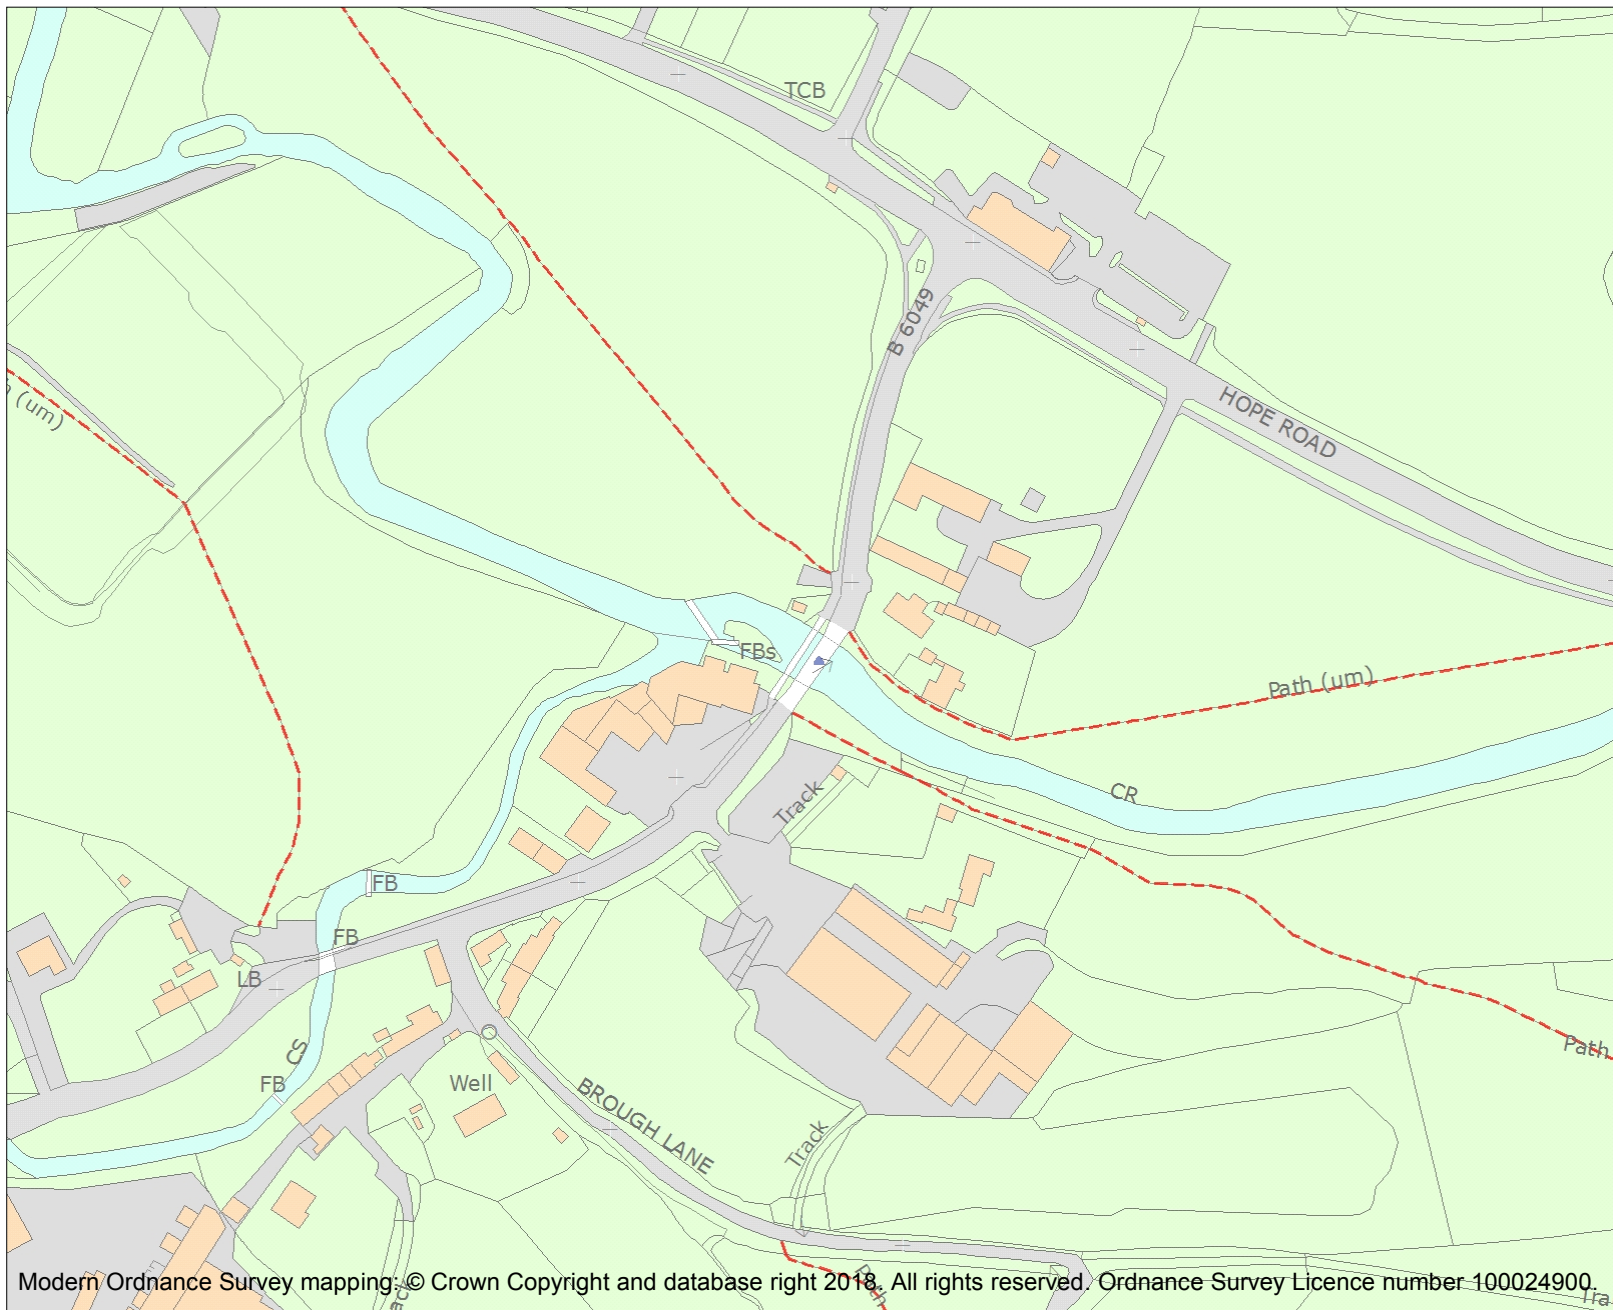 TCB
B 6049
HOPE ROAD
(um)
FBs
Path (um)
CR
Track
FB
FB
LB
CS
FB
Well
BROUGH LANE
Track
Path
Path
Modern Ordnance Survey mapping: © Crown Copyright and database right 2018. All rights reserved. Ordnance Survey Licence number 100024900.